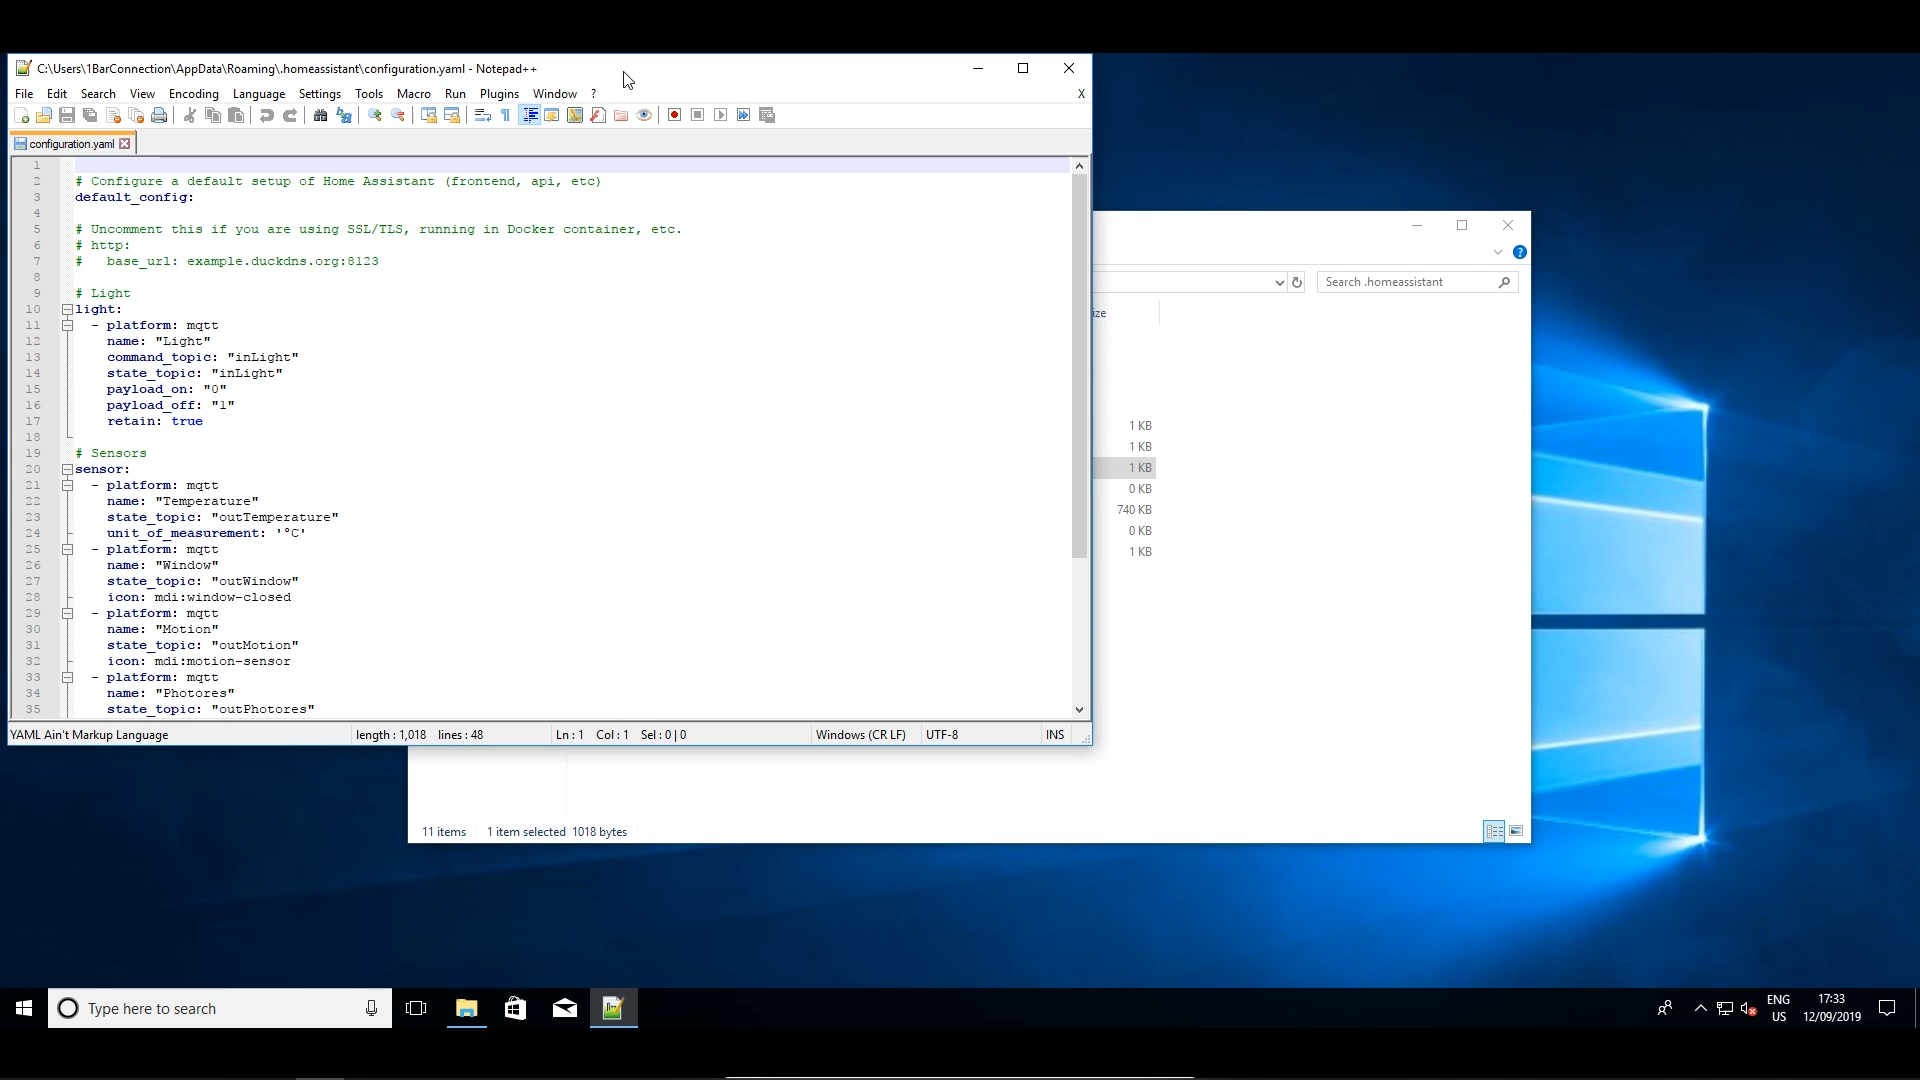 C:\Users\1BarConnection\AppData\Roaming\.homeassistant\configuration.yaml - Notepad++
File Edit Search View Encoding Language Settings Tools Macro Run Plugins Window ? X
configuration.yaml
1
2 # Configure a default setup of Home Assistant (frontend, api, etc)
3 default_config:
4
5 # Uncomment this if you are using SSL/TLS, running in Docker container, etc.
6 # http:
7 #   base_url: example.duckdns.org:8123
8
9 # Light
10 light:
11   - platform: mqtt
12     name: "Light"
13     command_topic: "inLight"
14     state_topic: "inLight"
15     payload_on: "0"
16     payload_off: "1"
17     retain: true
18
19 # Sensors
20 sensor:
21   - platform: mqtt
22     name: "Temperature"
23     state_topic: "outTemperature"
24     unit_of_measurement: '°C'
25   - platform: mqtt
26     name: "Window"
27     state_topic: "outWindow"
28     icon: mdi:window-closed
29   - platform: mqtt
30     name: "Motion"
31     state_topic: "outMotion"
32     icon: mdi:motion-sensor
33   - platform: mqtt
34     name: "Photores"
35     state_topic: "outPhotores"
YAML Ain't Markup Language length : 1,018 lines : 48 Ln : 1 Col : 1 Sel : 0 | 0 Windows (CR LF) UTF-8 INS
?
Search .homeassistant
ize
1 KB
1 KB
1 KB
0 KB
740 KB
0 KB
1 KB
11 items 1 item selected 1018 bytes
Type here to search
ENG
US
17:33
12/09/2019